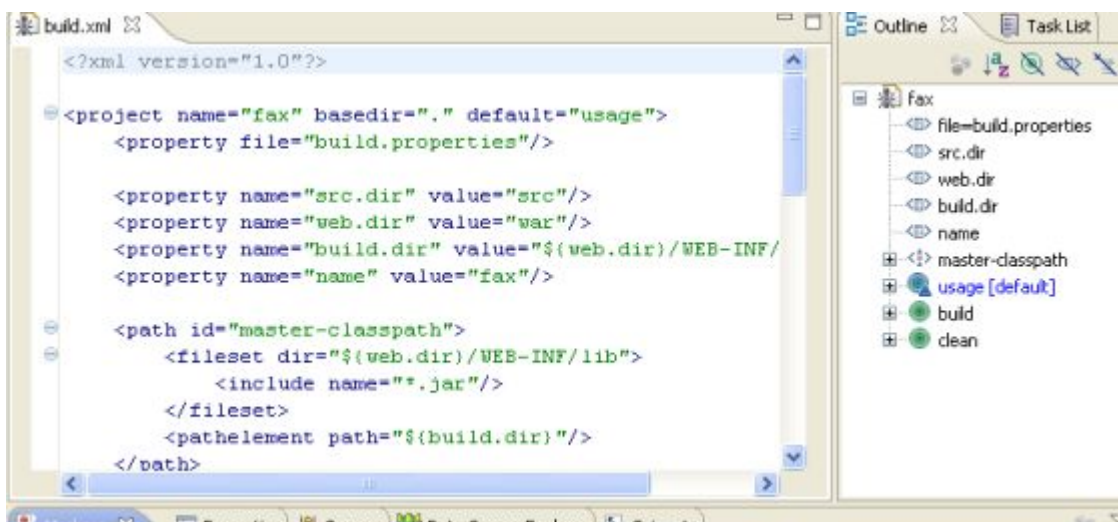 build.xml
<?xml version="1.0"?>
<project name="fax" basedir="." default="usage">
<property file="build.properties"/>
<property name="src.dir" value="src"/>
<property name="web.dir" value="war"/>
<property name="build.dir" value="${web.dir}/WEB-INF/
<property name="name" value="fax"/>
<path id="master-classpath">
<fileset dir="${web.dir}/WEB-INF/lib">
<include name="*.jar"/>
</fileset>
<pathelement path="${build.dir}"/>
</path>
Outline
Task List
fax
file=build.properties
src.dir
web.dir
build.dir
name
master-classpath
usage [default]
build
clean